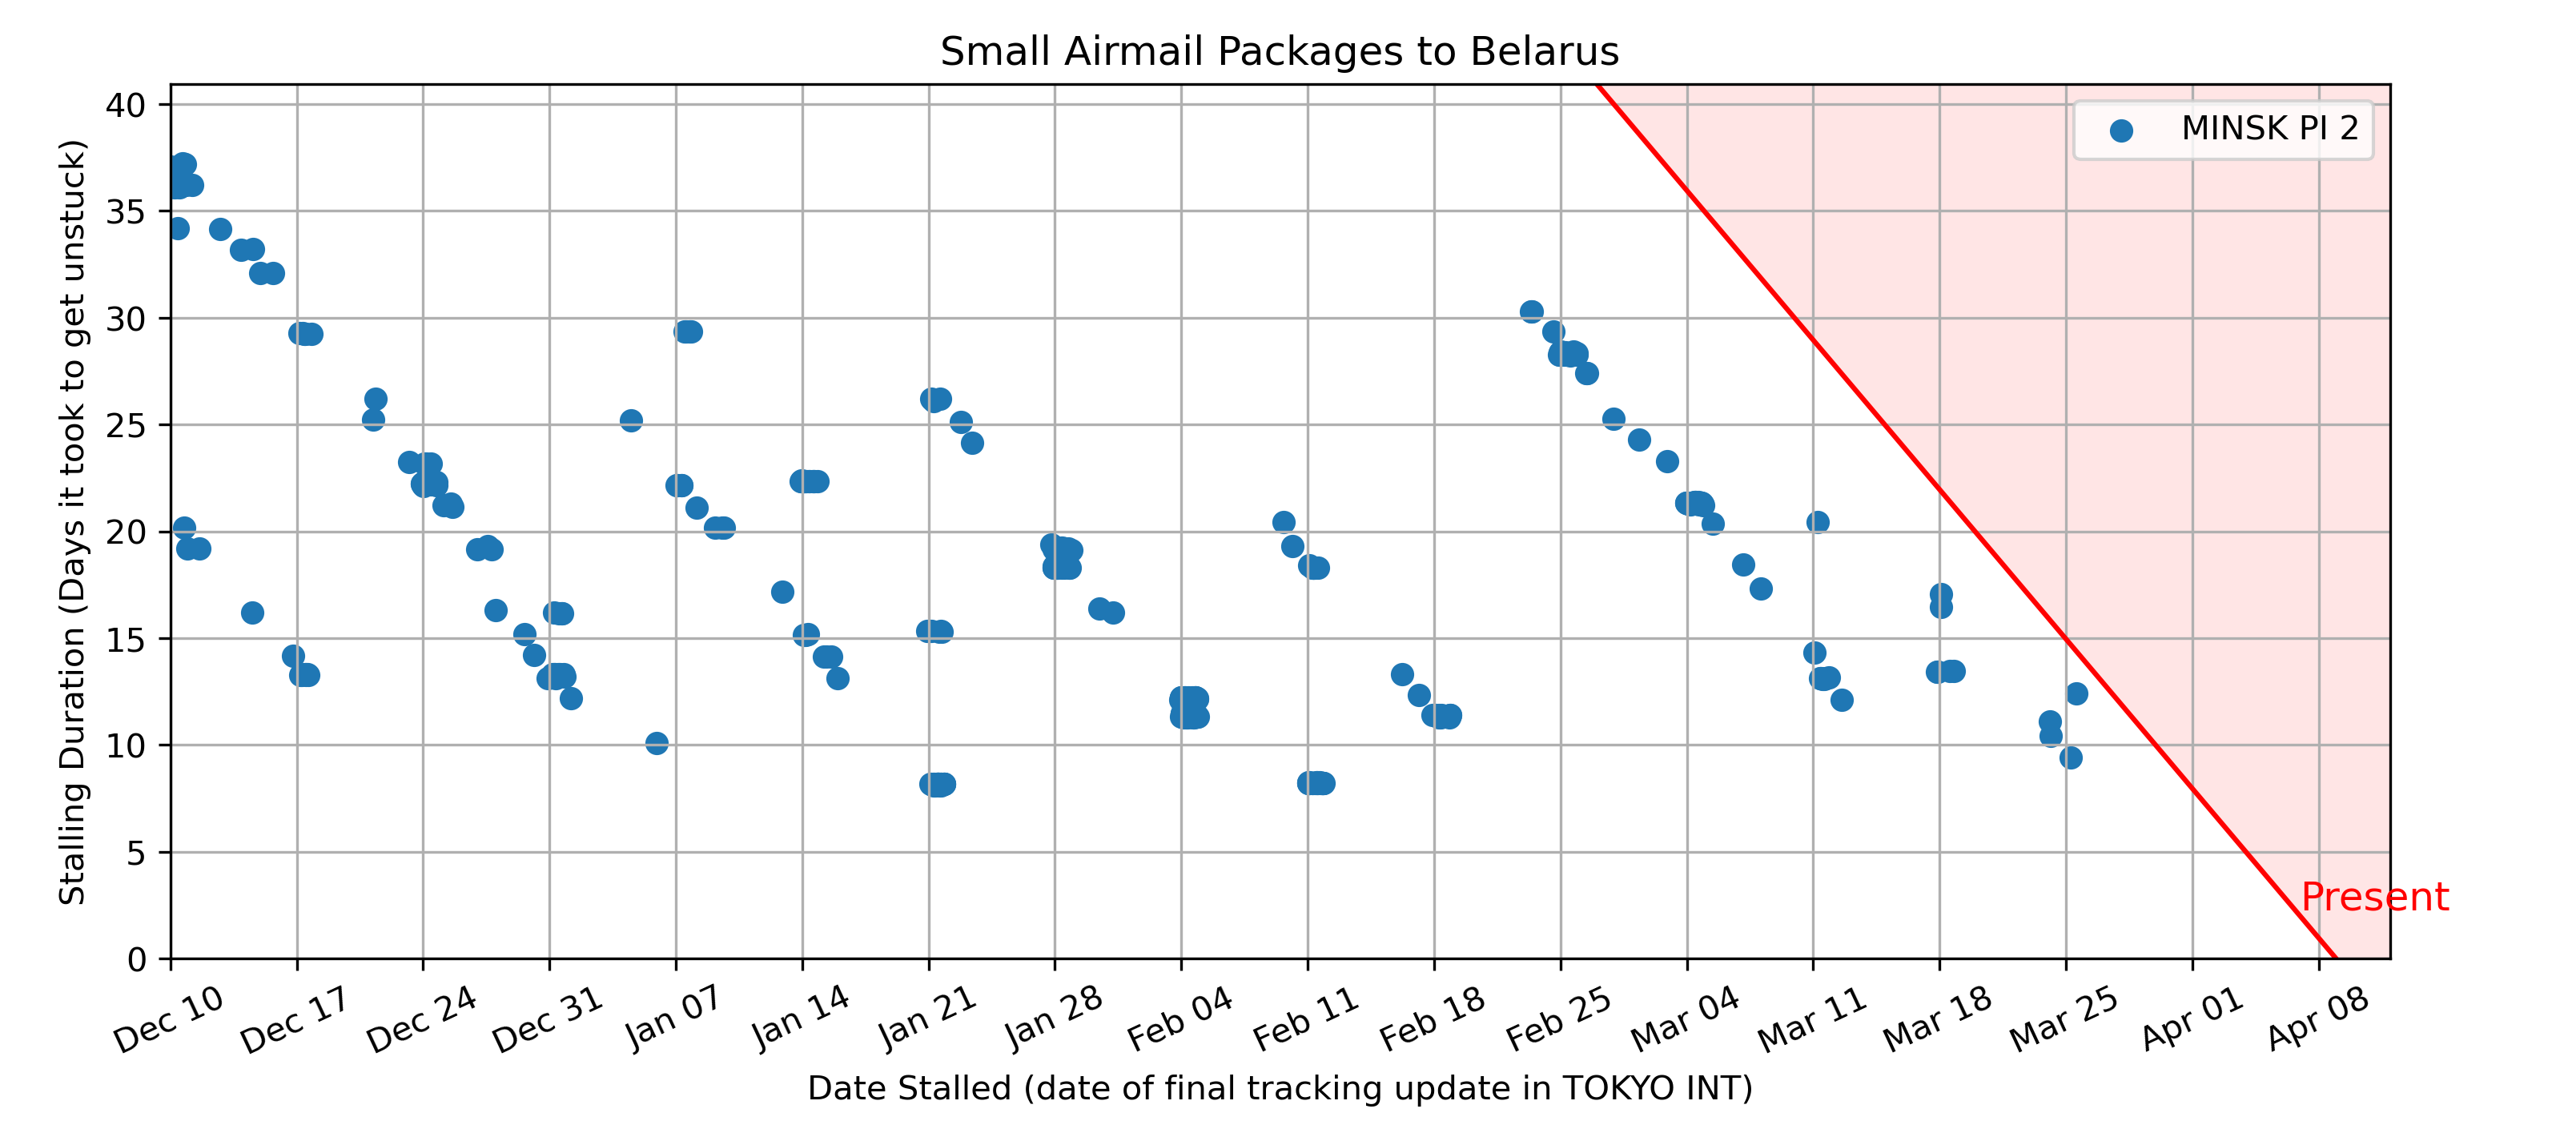 Small Airmail Packages to Belarus
MINSK PI 2
Stalling Duration (Days it took to get unstuck)
40
35
30
25
20
15
10
5
0
Present
Dec 10 Dec 17 Dec 24 Dec 31 Jan 07 Jan 14 Jan 21 Jan 28 Feb 04 Feb 11 Feb 18 Feb 25 Mar 04 Mar 11 Mar 18 Mar 25 Apr 01 Apr 08
Date Stalled (date of final tracking update in TOKYO INT)